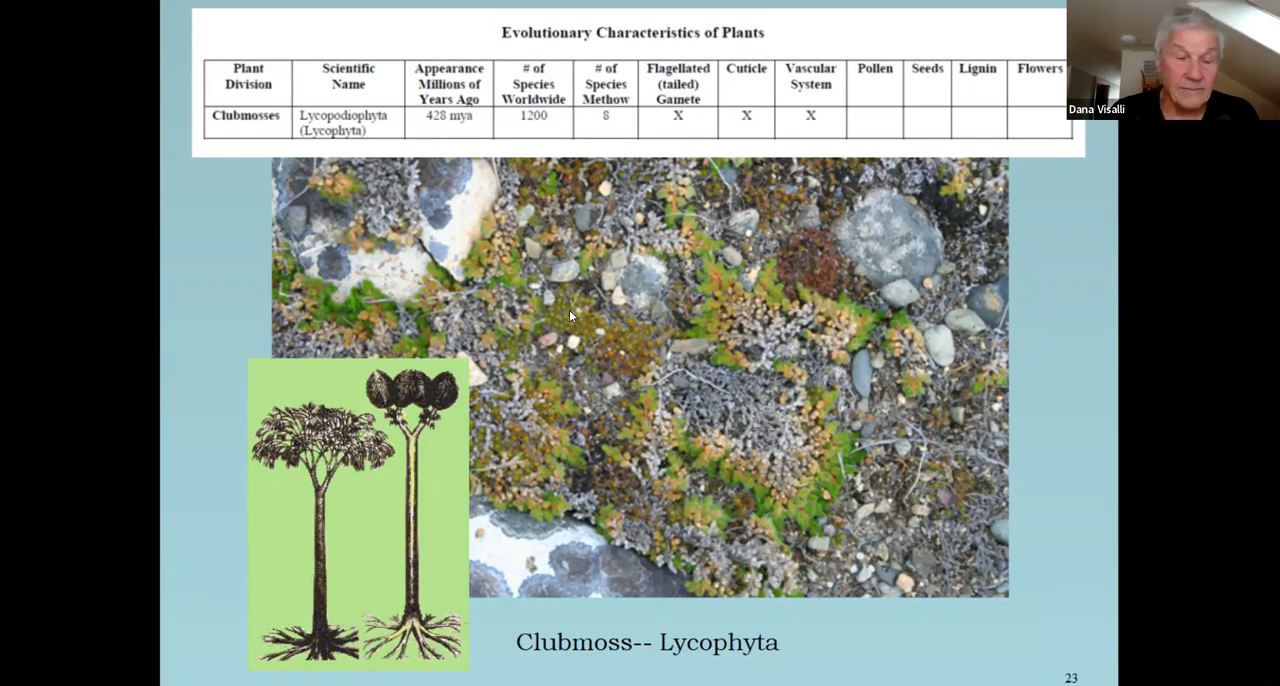 Evolutionary Characteristics of Plants
Plant Division Scientific Name Appearance Millions of Years Ago # of Species Worldwide # of Species Methow Flagellated (tailed) Gamete Cuticle Vascular System Pollen Seeds Lignin Flowers
Clubmosses Lycopodiophyta (Lycophyta) 428 mya 1200 8 X X X
Dana Visalli
Clubmoss-- Lycophyta
23